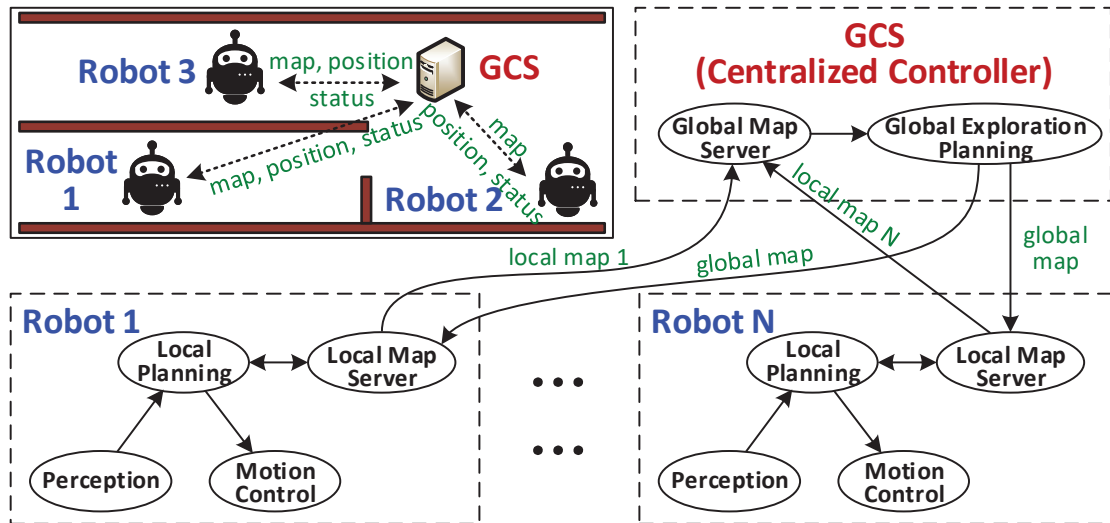 Robot 3
map, position
status
GCS
Robot
1
map, position, status
map
position, status
Robot 2
GCS
(Centralized Controller)
Global Map
Server
Global Exploration
Planning
local map 1
global map
local map N
global
map
Robot 1
Local
Planning
Local Map
Server
Perception
Motion
Control
...
...
Robot N
Local
Planning
Local Map
Server
Perception
Motion
Control